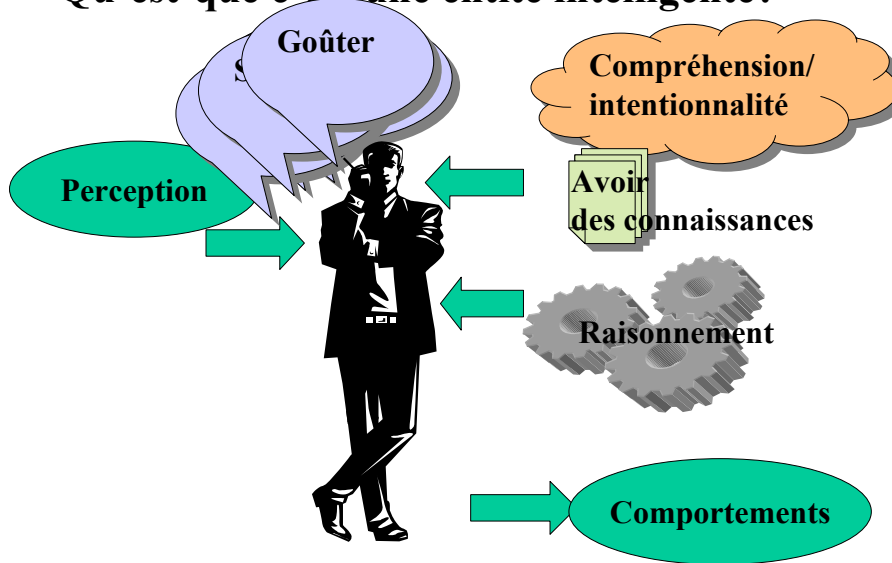 Goûter
S
Compréhension/
intentionnalité
Perception
Avoir
des connaissances
Raisonnement
Comportements